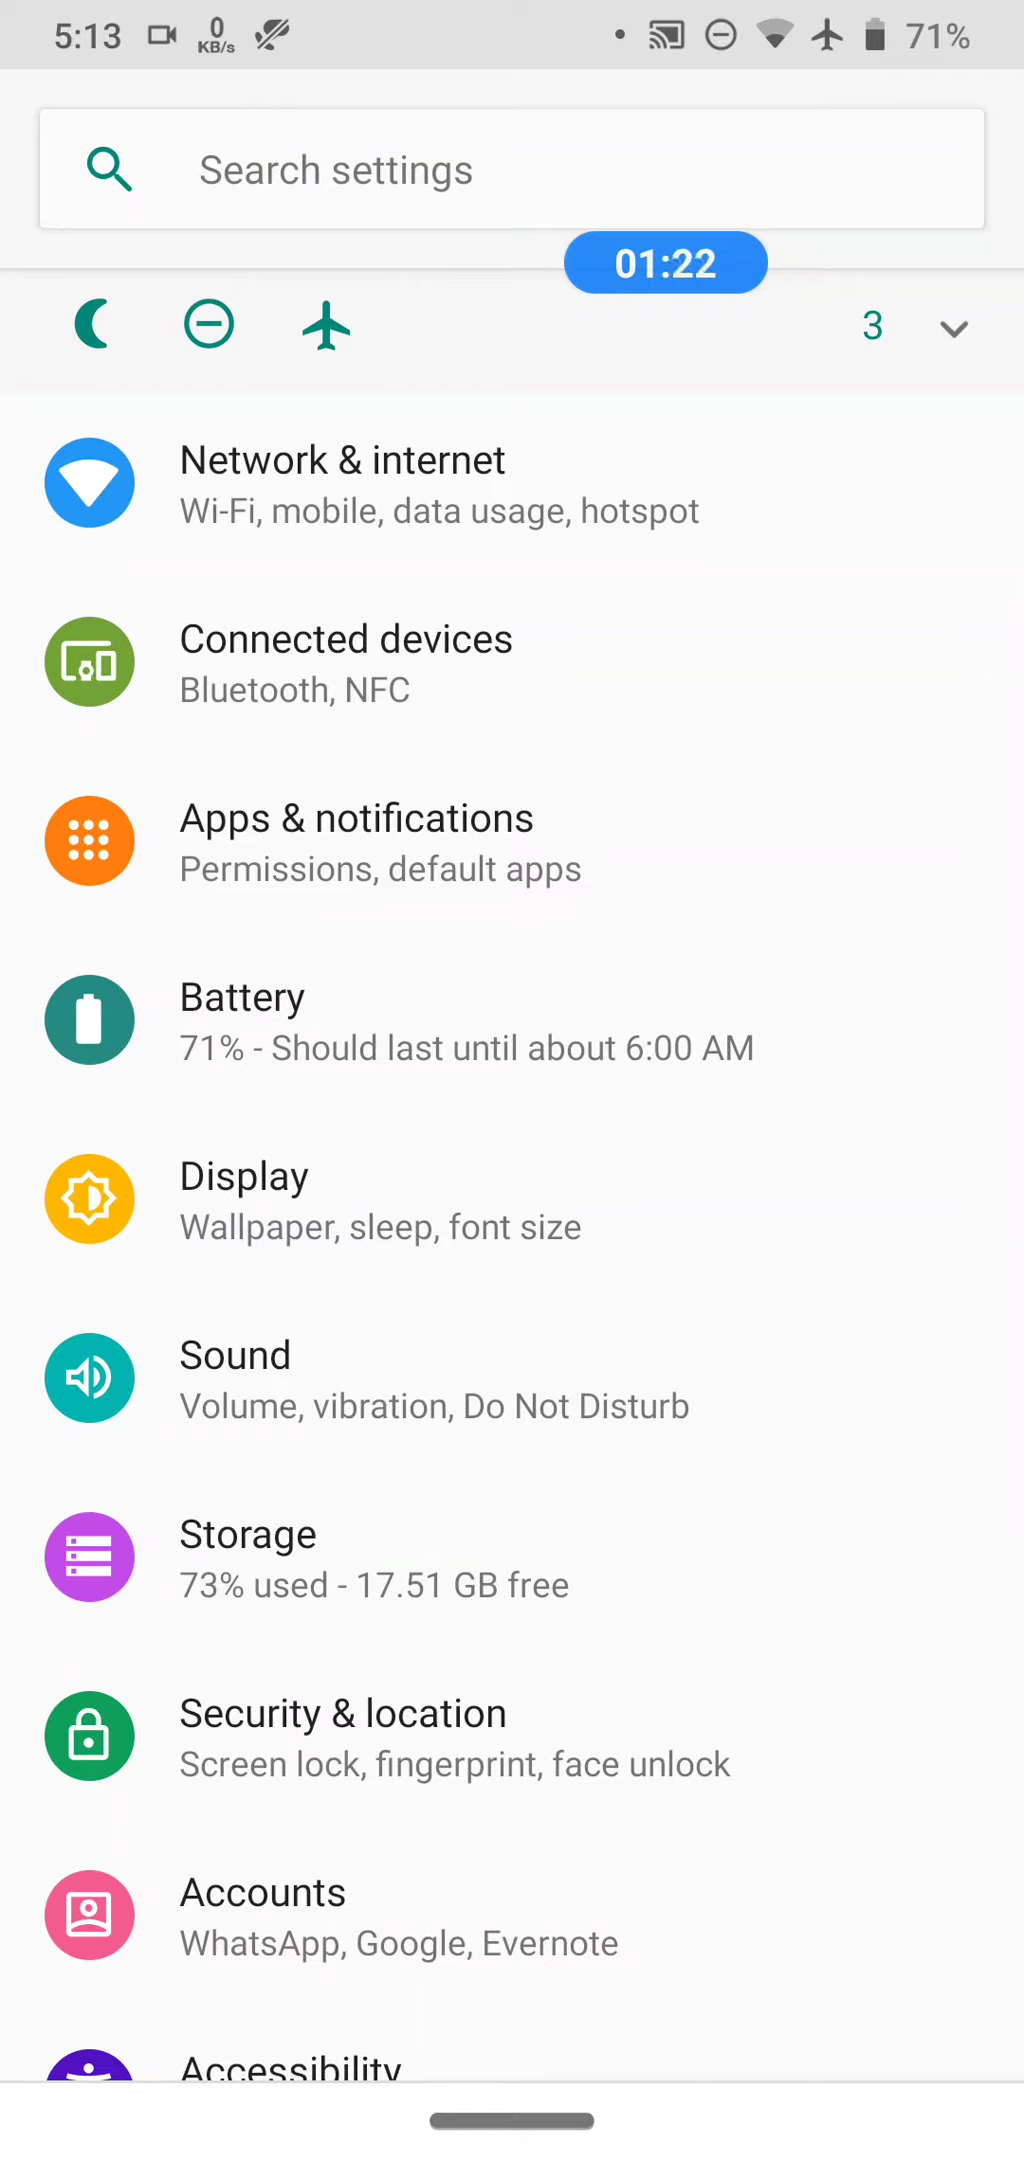 5:13
0
KB/s
71%
Search settings
01:22
3
Network & internet
Wi-Fi, mobile, data usage, hotspot
Connected devices
Bluetooth, NFC
Apps & notifications
Permissions, default apps
Battery
71% - Should last until about 6:00 AM
Display
Wallpaper, sleep, font size
Sound
Volume, vibration, Do Not Disturb
Storage
73% used - 17.51 GB free
Security & location
Screen lock, fingerprint, face unlock
Accounts
WhatsApp, Google, Evernote
Accessibility